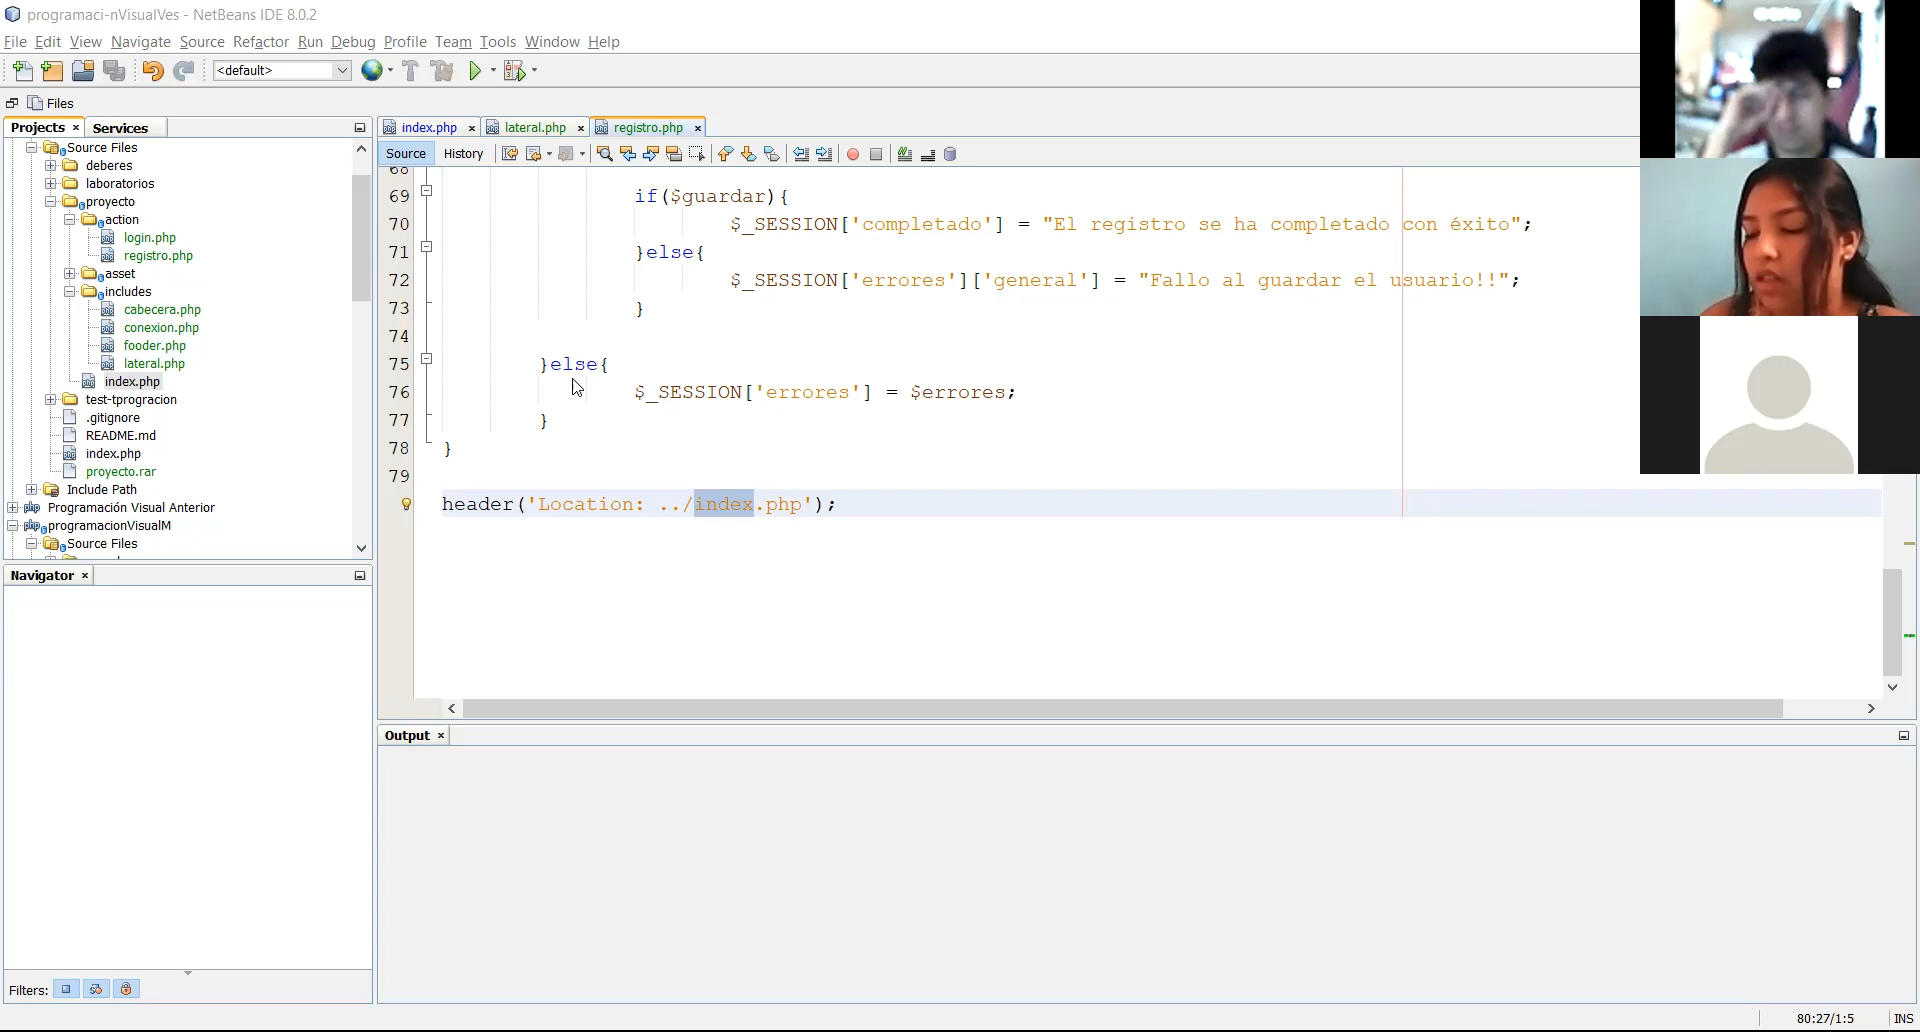 programaci-nVisualVes - NetBeans IDE 8.0.2
File Edit View Navigate Source Refactor Run Debug Profile Team Tools Window Help
<default>
Files
Projects × Services
Source Files
deberes
laboratorios
proyecto
action
login.php
registro.php
asset
includes
cabecera.php
conexion.php
fooder.php
lateral.php
index.php
test-tprogracion
.gitignore
README.md
index.php
proyecto.rar
Include Path
Programación Visual Anterior
programacionVisualM
Source Files
Navigator ×
Filters:
index.php × lateral.php × registro.php ×
Source History
68
69 if($guardar){
70 $_SESSION['completado'] = "El registro se ha completado con éxito";
71 }else{
72 $_SESSION['errores']['general'] = "Fallo al guardar el usuario!!";
73 }
74
75 }else{
76 $_SESSION['errores'] = $errores;
77 }
78 }
79
header('Location: ../index.php');
Output ×
80:27/1:5 INS